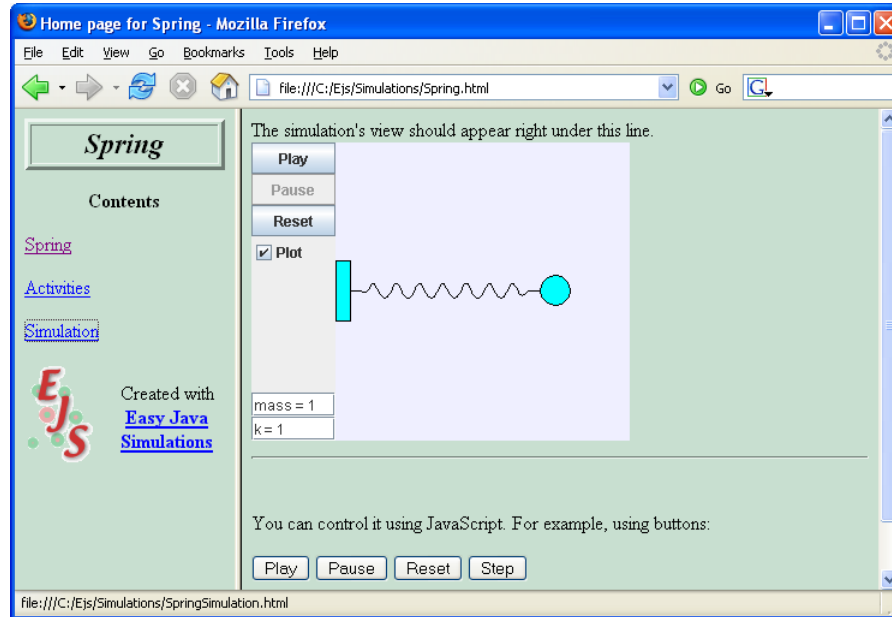 Home page for Spring - Mozilla Firefox
File Edit View Go Bookmarks Tools Help
file:///C:/Ejs/Simulations/Spring.html Go G
Spring
Contents
Spring
Activities
Simulation
EJS
Created with
Easy Java
Simulations
The simulation's view should appear right under this line.
Play
Pause
Reset
Plot
mass = 1
k = 1
You can control it using JavaScript. For example, using buttons:
Play Pause Reset Step
file:///C:/Ejs/Simulations/SpringSimulation.html